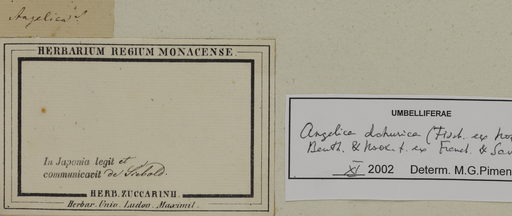 Angelica
HERBARIUM REGIUM MONACENSE.
In Japonia legit et
communicavit de Siebold.
HERB. ZUCCARINII.
Herbar. Univ. Ludov. Maximil.
UMBELLIFERAE
Angelica dahurica (Fisch. ex Hof
Benth. & Hook. f. ex Franch. & Sav
XI 2002 Determ. M.G.Pimen